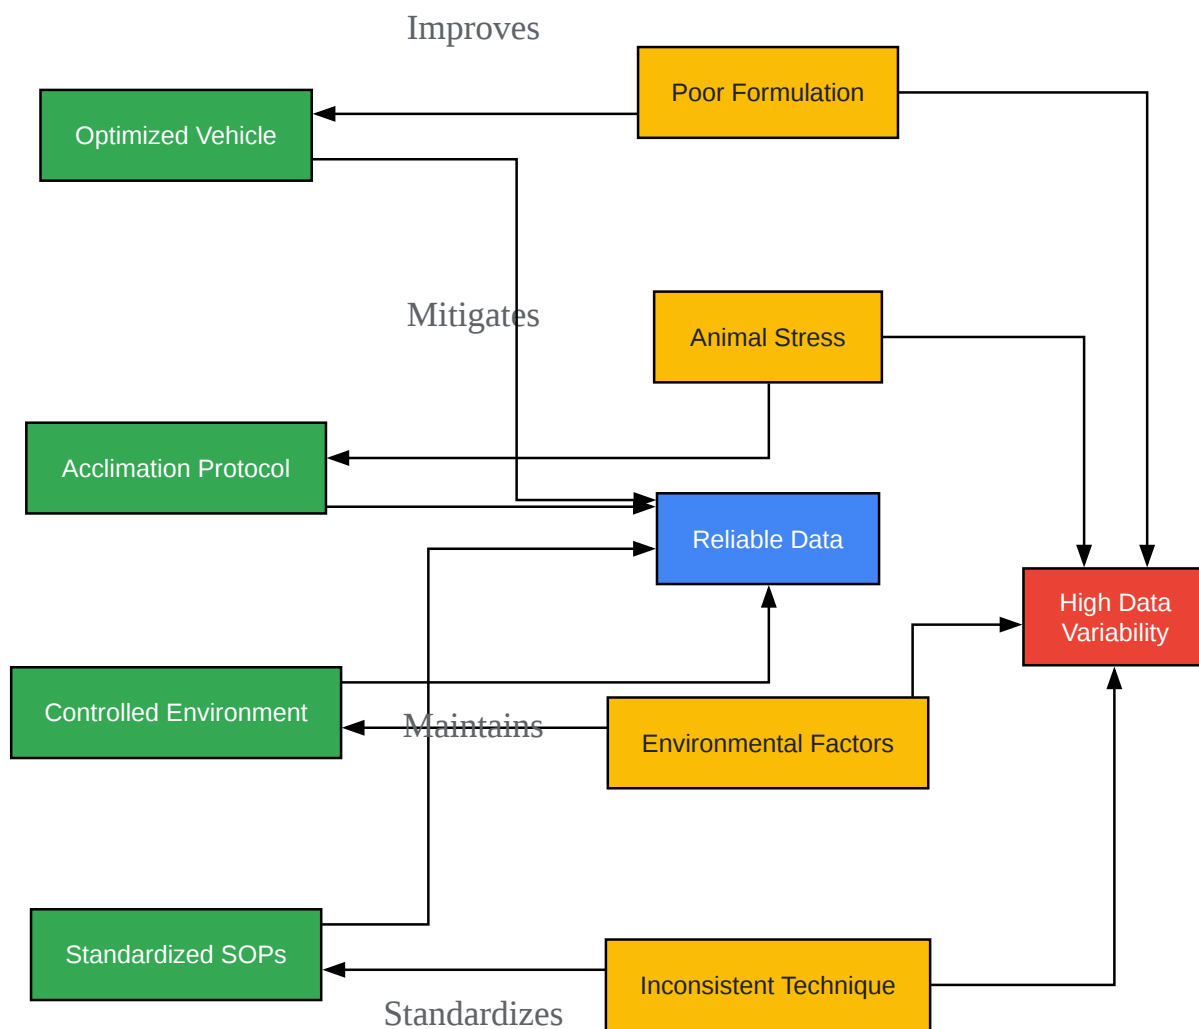 Improves
Poor Formulation
Optimized Vehicle
Mitigates
Animal Stress
Acclimation Protocol
Reliable Data
High Data
Variability
Controlled Environment
Maintains
Environmental Factors
Standardized SOPs
Inconsistent Technique
Standardizes